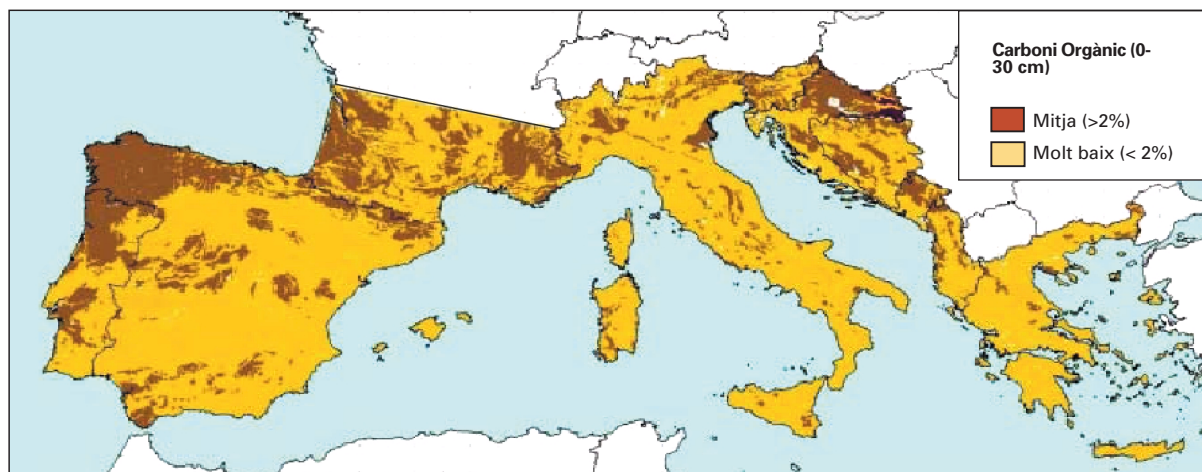 Carboni Orgànic (0-
30 cm)
Mitja (>2%)
Molt baix (< 2%)